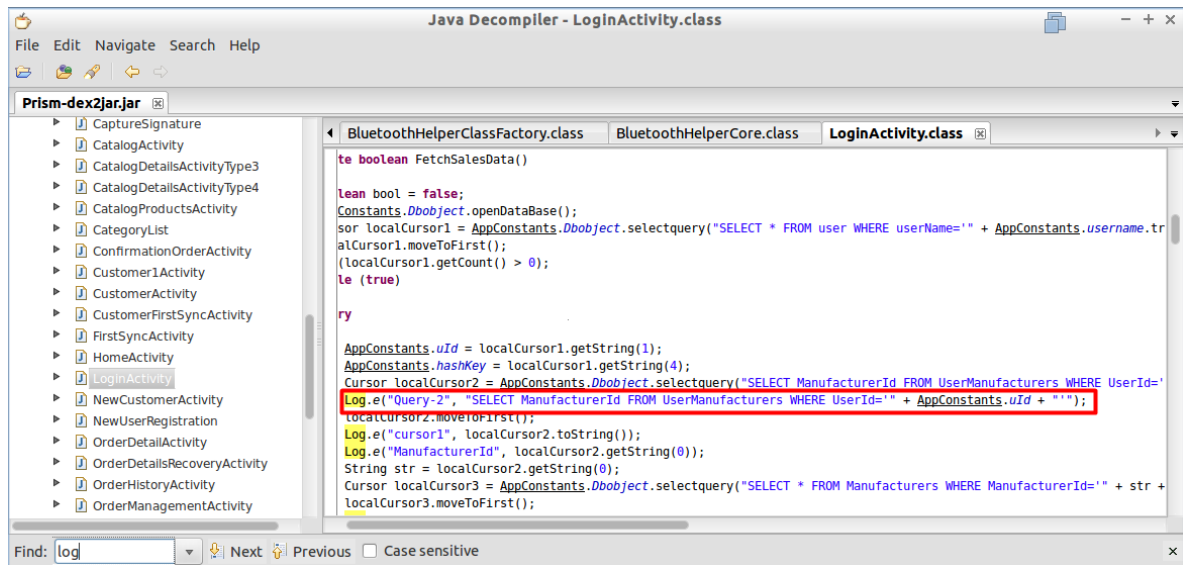 Java Decompiler - LoginActivity.class
File Edit Navigate Search Help
Prism-dex2jar.jar
CaptureSignature
CatalogActivity
CatalogDetailsActivityType3
CatalogDetailsActivityType4
CatalogProductsActivity
CategoryList
ConfirmationOrderActivity
Customer1Activity
CustomerActivity
CustomerFirstSyncActivity
FirstSyncActivity
HomeActivity
LoginActivity
NewCustomerActivity
NewUserRegistration
OrderDetailActivity
OrderDetailsRecoveryActivity
OrderHistoryActivity
OrderManagementActivity
BluetoothHelperClassFactory.class BluetoothHelperCore.class LoginActivity.class
te boolean FetchSalesData()
lean bool = false;
Constants.Dbobject.openDataBase();
sor localCursor1 = AppConstants.Dbobject.selectquery("SELECT * FROM user WHERE userName='" + AppConstants.username.tr
alCursor1.moveToFirst();
(localCursor1.getCount() > 0);
le (true)
ry
AppConstants.uId = localCursor1.getString(1);
AppConstants.hashKey = localCursor1.getString(4);
Cursor localCursor2 = AppConstants.Dbobject.selectquery("SELECT ManufacturerId FROM UserManufacturers WHERE UserId='
Log.e("Query-2", "SELECT ManufacturerId FROM UserManufacturers WHERE UserId='" + AppConstants.uId + "'");
localCursor2.moveToFirst();
Log.e("cursor1", localCursor2.toString());
Log.e("ManufacturerId", localCursor2.getString(0));
String str = localCursor2.getString(0);
Cursor localCursor3 = AppConstants.Dbobject.selectquery("SELECT * FROM Manufacturers WHERE ManufacturerId='" + str +
localCursor3.moveToFirst();
Find: log Next Previous Case sensitive